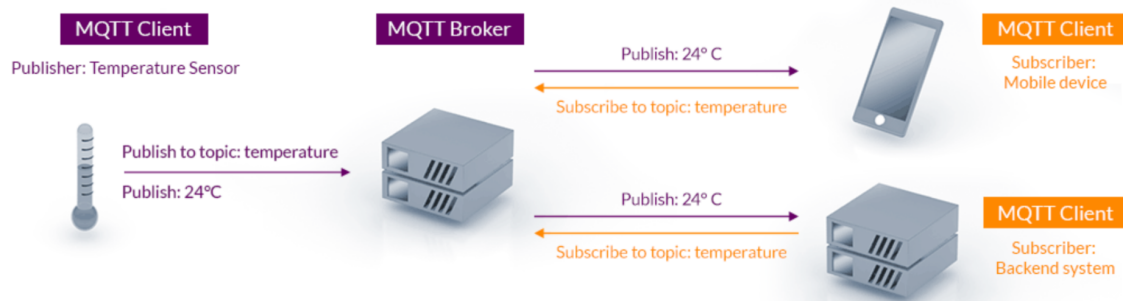 MQTT Client
Publisher: Temperature Sensor
Publish to topic: temperature
Publish: 24°C
MQTT Broker
Publish: 24° C
Subscribe to topic: temperature
MQTT Client
Subscriber:
Mobile device
Publish: 24° C
Subscribe to topic: temperature
MQTT Client
Subscriber:
Backend system